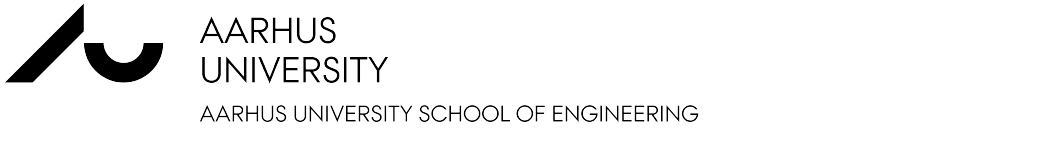 AARHUS
UNIVERSITY
AARHUS UNIVERSITY SCHOOL OF ENGINEERING